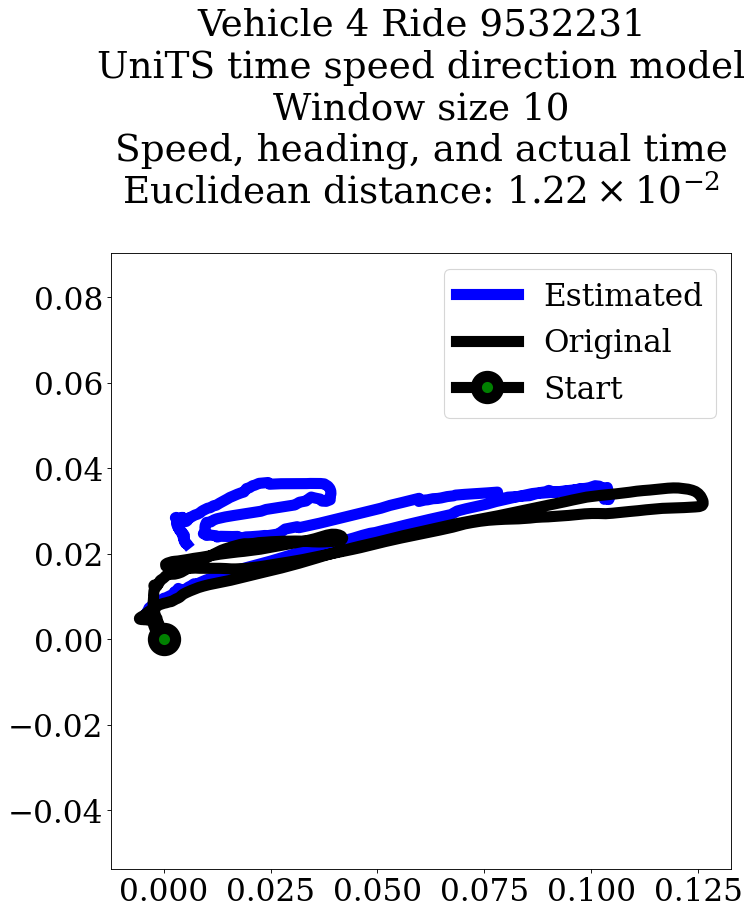 Vehicle 4 Ride 9532231
UniTS time speed direction model
Window size 10
Speed, heading, and actual time
Euclidean distance: 1.22 × 10⁻²
Estimated
Original
Start
0.08
0.06
0.04
0.02
0.00
−0.02
−0.04
0.000 0.025 0.050 0.075 0.100 0.125